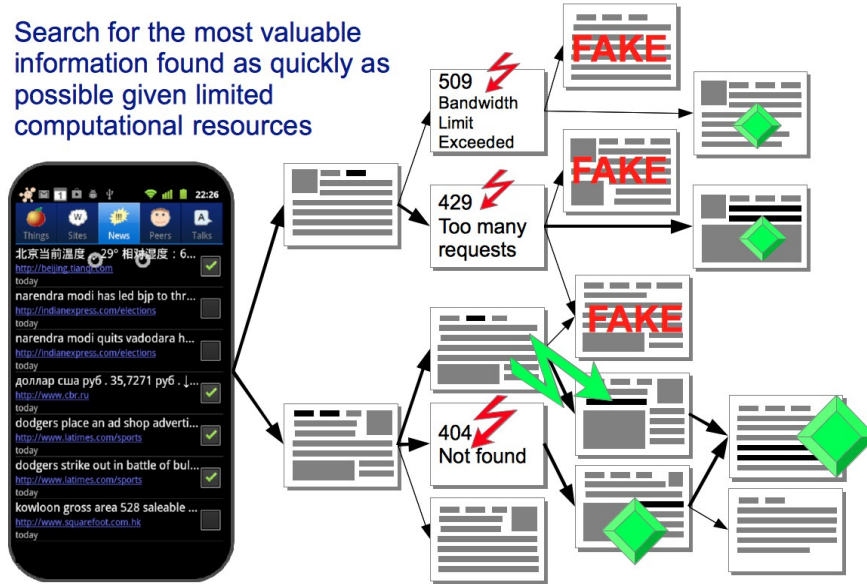 Search for the most valuable
information found as quickly as
possible given limited
computational resources
22:26
1
W
!!!
A
Things
Sites
News
Peers
Talks
北京当前温度 : 29° 相对湿度 : 6...
http://beijing.tianqi.com
today
narendra modi has led bjp to thr...
http://indianexpress.com/elections
today
narendra modi quits vadodara h...
http://indianexpress.com/elections
today
доллар сша руб . 35,7271 руб . ↓...
http://www.cbr.ru
today
dodgers place an ad shop adverti...
http://www.latimes.com/sports
today
dodgers strike out in battle of bul...
http://www.latimes.com/sports
today
kowloon gross area 528 saleable ...
http://www.squarefoot.com.hk
today
509
Bandwidth
Limit
Exceeded
429
Too many
requests
404
Not found
FAKE
FAKE
FAKE